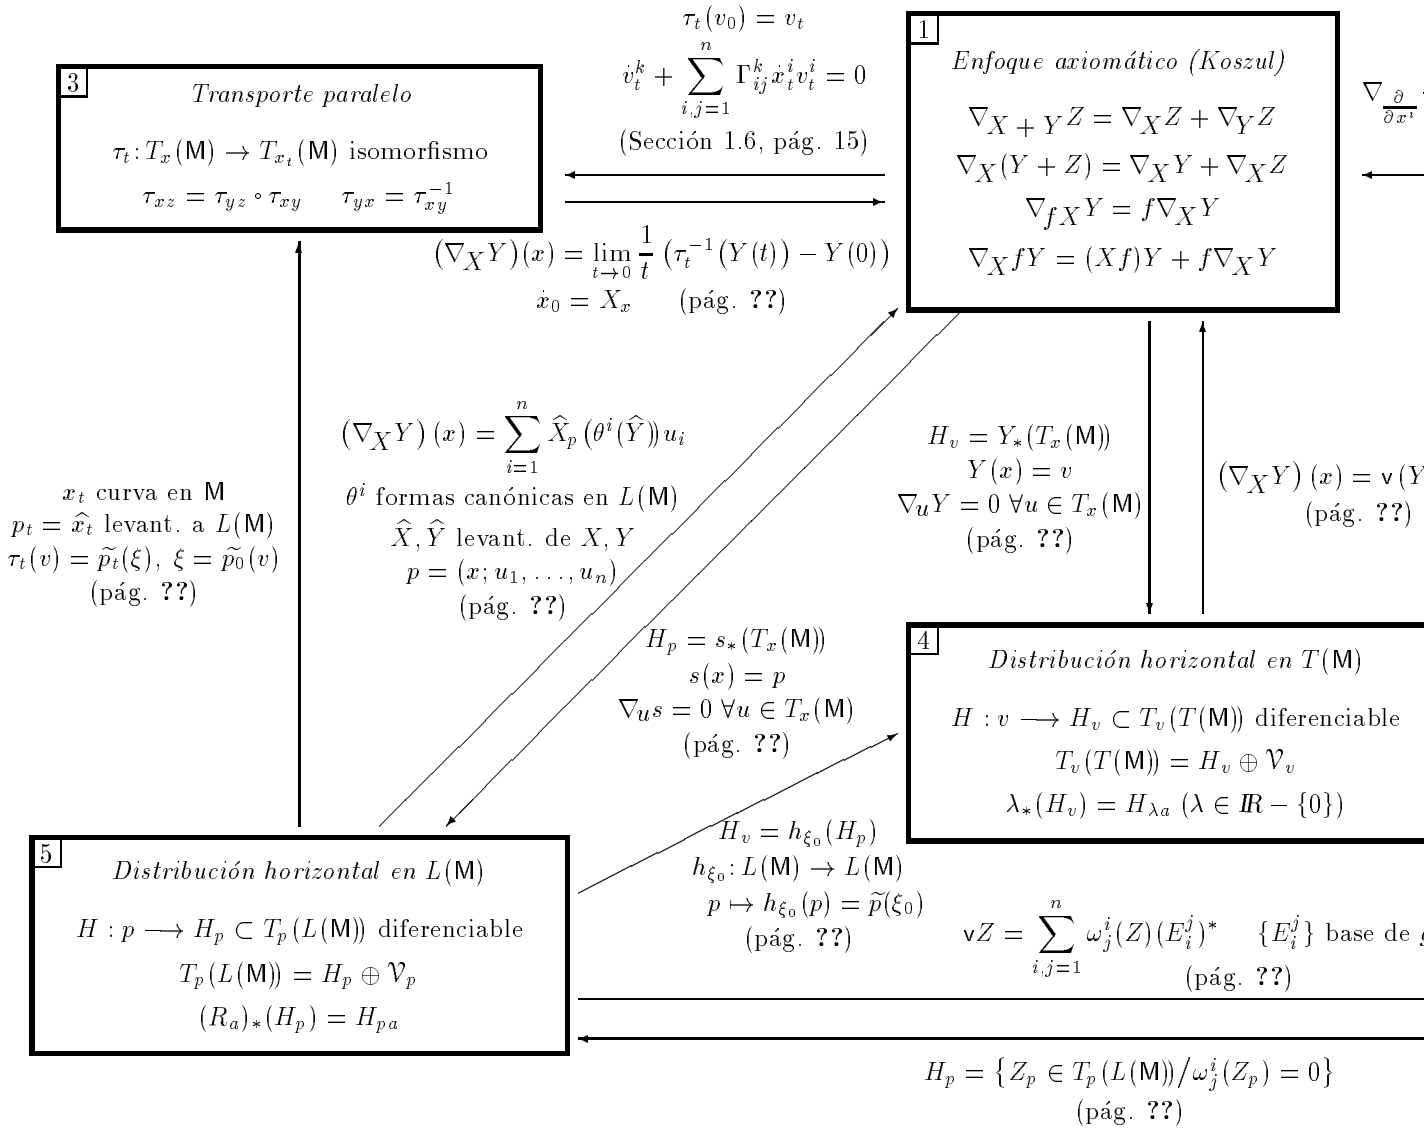 τ_t(v_0) = v_t
v̇_t^k + ∑_{i,j=1}^n Γ_{ij}^k ẋ_t^i v_t^i = 0
(Sección 1.6, pág. 15)
1
Enfoque axiomático (Koszul)
∇_{X + Y}Z = ∇_X Z + ∇_Y Z
∇_X(Y + Z) = ∇_X Y + ∇_X Z
∇_{fX}Y = f∇_X Y
∇_X fY = (Xf)Y + f∇_X Y
∇_{∂/∂x^i}
3
Transporte paralelo
τ_t: T_x(M) → T_{x_t}(M) isomorfismo
τ_{xz} = τ_{yz} ∘ τ_{xy}   τ_{yx} = τ_{xy}^{-1}
(∇_X Y)(x) = lim_{t→0} 1/t (τ_t^{-1}(Y(t)) − Y(0))
ẋ_0 = X_x   (pág. ??)
x_t curva en M
p_t = \widehat{x_t} levant. a L(M)
τ_t(v) = \widetilde{p_t}(ξ), ξ = \widetilde{p_0}(v)
(pág. ??)
(∇_X Y)(x) = ∑_{i=1}^n X̂_p(θ^i(Ŷ))u_i
θ^i formas canónicas en L(M)
X̂, Ŷ levant. de X, Y
p = (x; u_1, …, u_n)
(pág. ??)
H_v = Y_*(T_x(M))
Y(x) = v
∇_u Y = 0 ∀u ∈ T_x(M)
(pág. ??)
(∇_X Y)(x) = v(Y
(pág. ??)
H_p = s_*(T_x(M))
s(x) = p
∇_u s = 0 ∀u ∈ T_x(M)
(pág. ??)
4
Distribución horizontal en T(M)
H : v ⟶ H_v ⊂ T_v(T(M)) diferenciable
T_v(T(M)) = H_v ⊕ 𝒱_v
λ_*(H_v) = H_{λa} (λ ∈ ℝ − {0})
5
Distribución horizontal en L(M)
H : p ⟶ H_p ⊂ T_p(L(M)) diferenciable
T_p(L(M)) = H_p ⊕ 𝒱_p
(R_a)_*(H_p) = H_{pa}
H_v = h_{ξ_0}(H_p)
h_{ξ_0}: L(M) → L(M)
p ↦ h_{ξ_0}(p) = p̃(ξ_0)
(pág. ??)
vZ = ∑_{i,j=1}^n ω_j^i(Z)(E_i^j)^*   {E_i^j} base de
(pág. ??)
H_p = {Z_p ∈ T_p(L(M))/ω_j^i(Z_p) = 0}
(pág. ??)